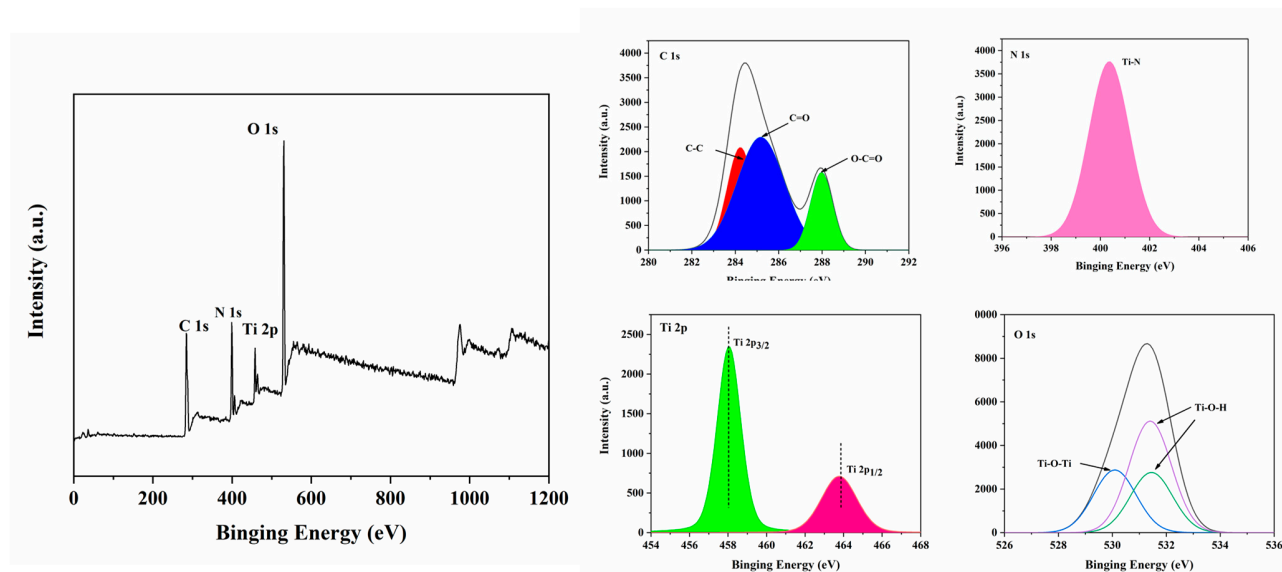 Intensity (a.u.)
O 1s
C 1s
N 1s
Ti 2p
0 200 400 600 800 1000 1200
Binging Energy (eV)
C 1s
Intensity (a.u.)
4000
3500
3000
2500
2000
1500
1000
500
0
C-C
C=O
O-C=O
280 282 284 286 288 290 292
Binging Energy (eV)
N 1s
Ti-N
Intensity (a.u.)
4000
3500
3000
2500
2000
1500
1000
500
0
396 398 400 402 404 406
Binging Energy (eV)
Ti 2p
Intensity (a.u.)
2500
2000
1500
1000
500
0
Ti 2p3/2
Ti 2p1/2
454 456 458 460 462 464 466 468
Binging Energy (eV)
O 1s
Intensity (a.u.)
0000
8000
6000
4000
2000
0
Ti-O-H
Ti-O-Ti
526 528 530 532 534 536
Binging Energy (eV)